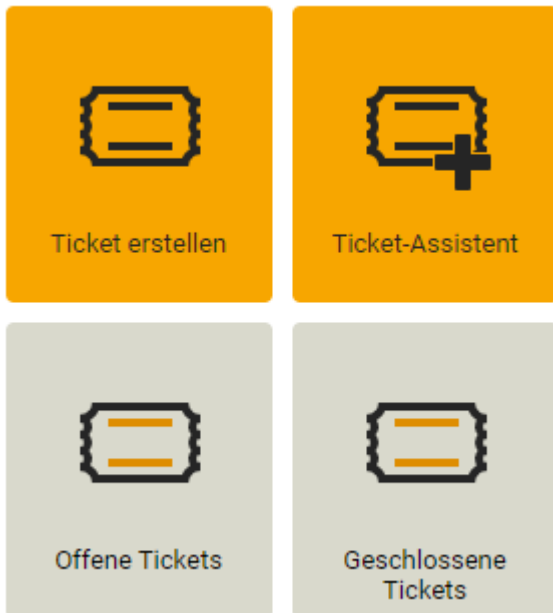 Ticket erstellen
Ticket-Assistent
Offene Tickets
Geschlossene
Tickets